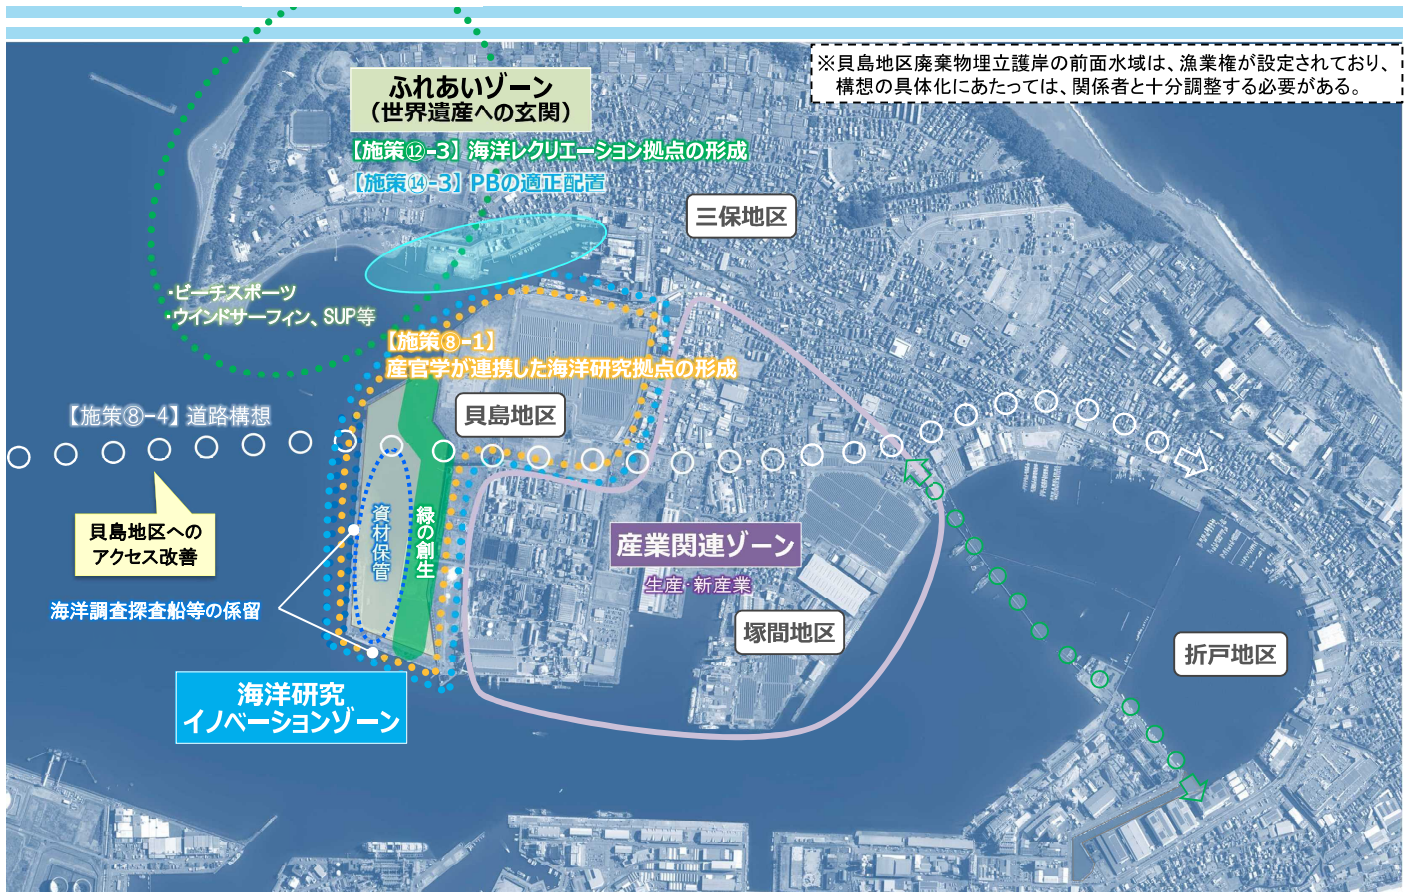 ※貝島地区廃棄物埋立護岸の前面水域は、漁業権が設定されており、
構想の具体化にあたっては、関係者と十分調整する必要がある。
ふれあいゾーン
（世界遺産への玄関）
【施策⑫-3】海洋レクリエーション拠点の形成
【施策⑭-3】PBの適正配置
三保地区
・ビーチスポーツ
・ウインドサーフィン、SUP等
【施策⑧-1】
産官学が連携した海洋研究拠点の形成
【施策⑧-4】道路構想
貝島地区
貝島地区への
アクセス改善
資材保管
緑の創生
産業関連ゾーン
生産・新産業
海洋調査探査船等の係留
塚間地区
折戸地区
海洋研究
イノベーションゾーン